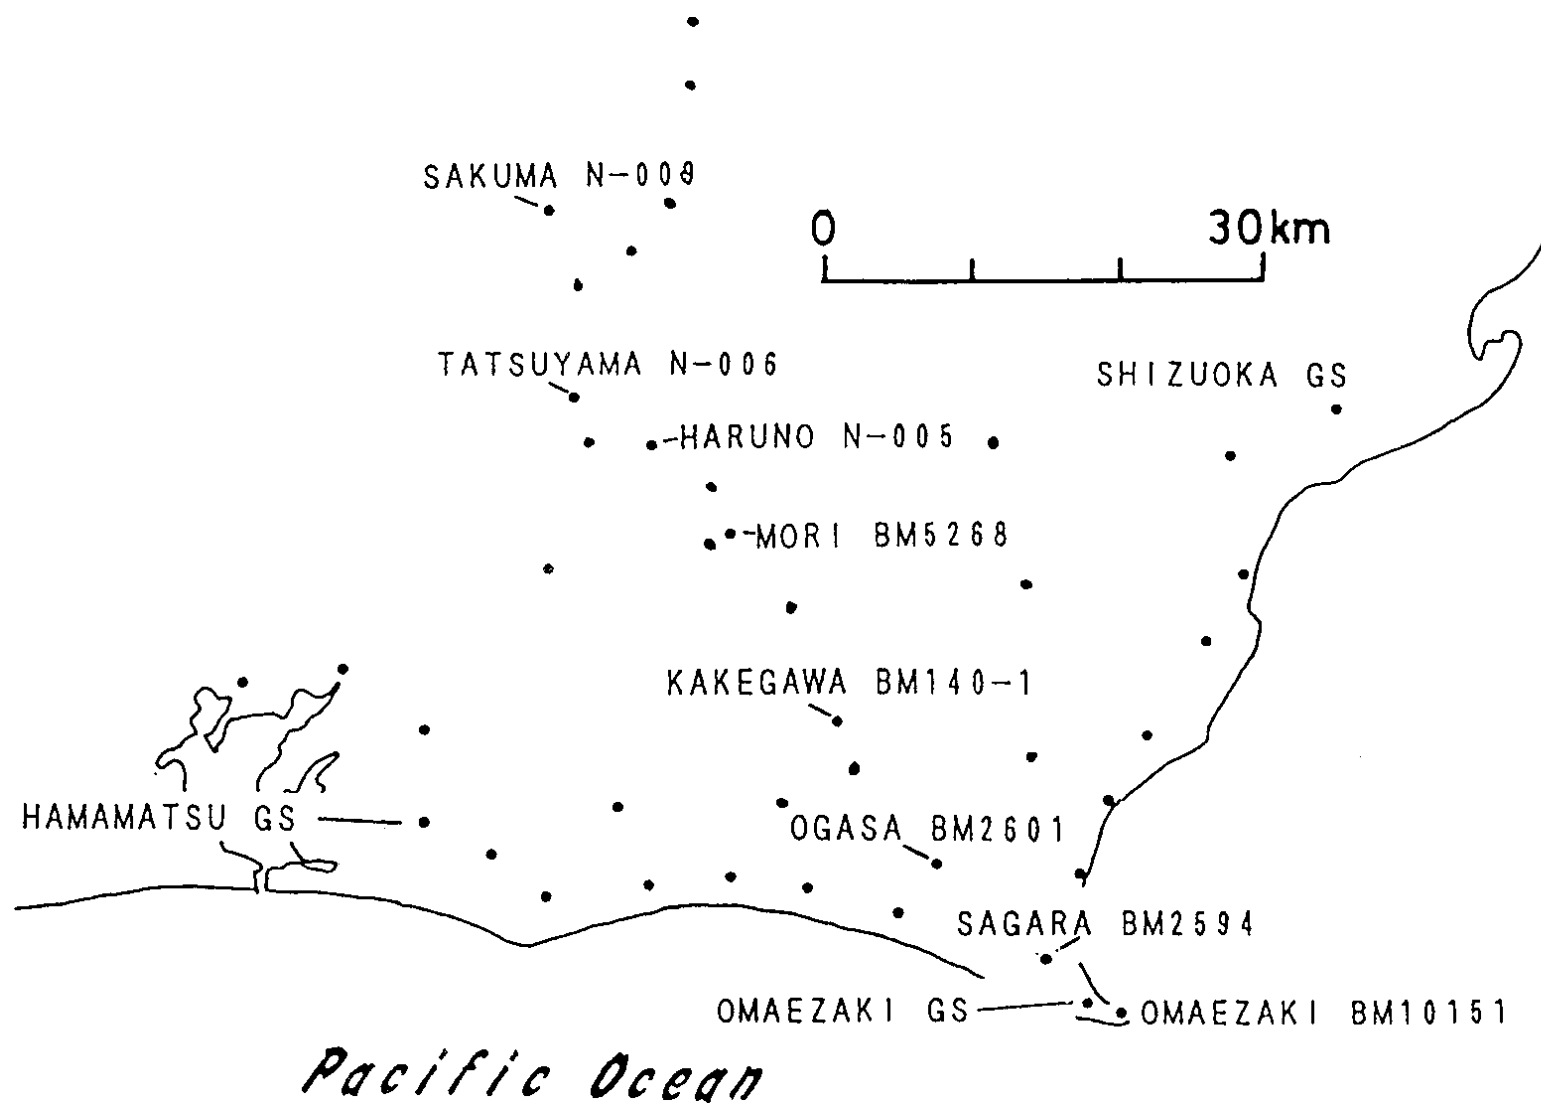 SAKUMA N-009
0 30km
TATSUYAMA N-006
SHIZUOKA GS
HARUNO N-005
MORI BM5268
KAKEGAWA BM140-1
HAMAMATSU GS
OGASA BM2601
SAGARA BM2594
OMAEZAKI GS
OMAEZAKI BM10151
Pacific Ocean